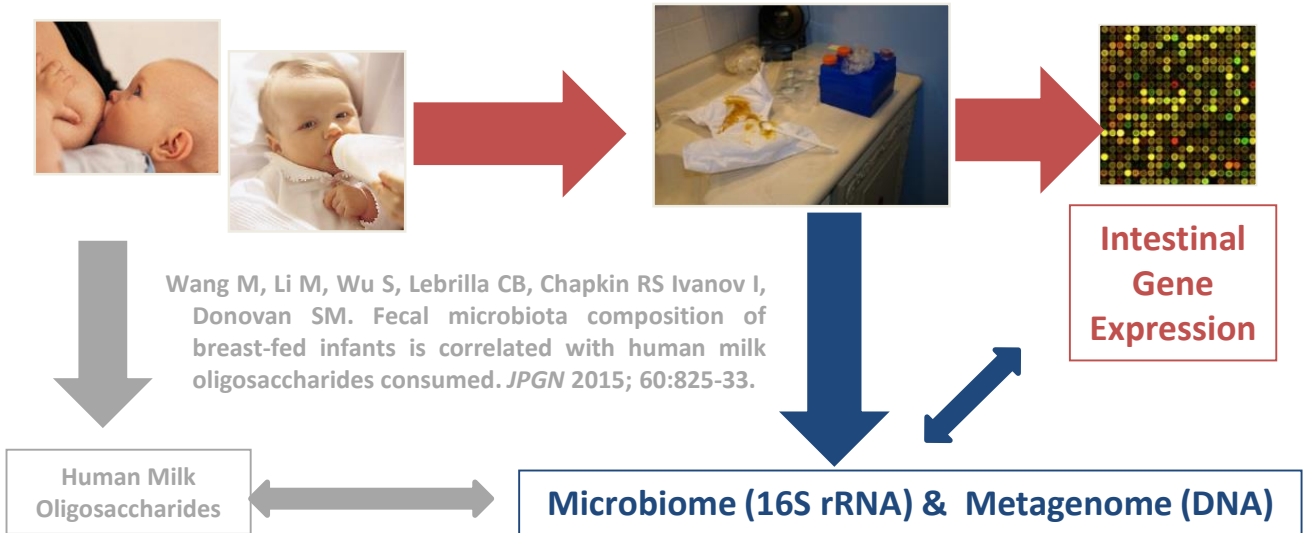 Intestinal
Gene
Expression
Wang M, Li M, Wu S, Lebrilla CB, Chapkin RS Ivanov I,
Donovan SM. Fecal microbiota composition of
breast-fed infants is correlated with human milk
oligosaccharides consumed. JPGN 2015; 60:825-33.
Human Milk
Oligosaccharides
Microbiome (16S rRNA) & Metagenome (DNA)